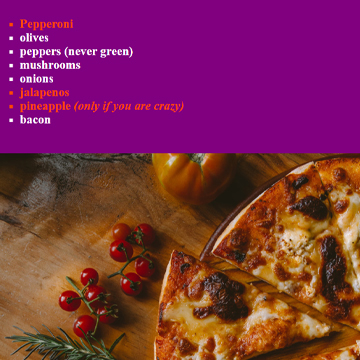 Pepperoni
olives
peppers (never green)
mushrooms
onions
jalapenos
pineapple (only if you are crazy)
bacon